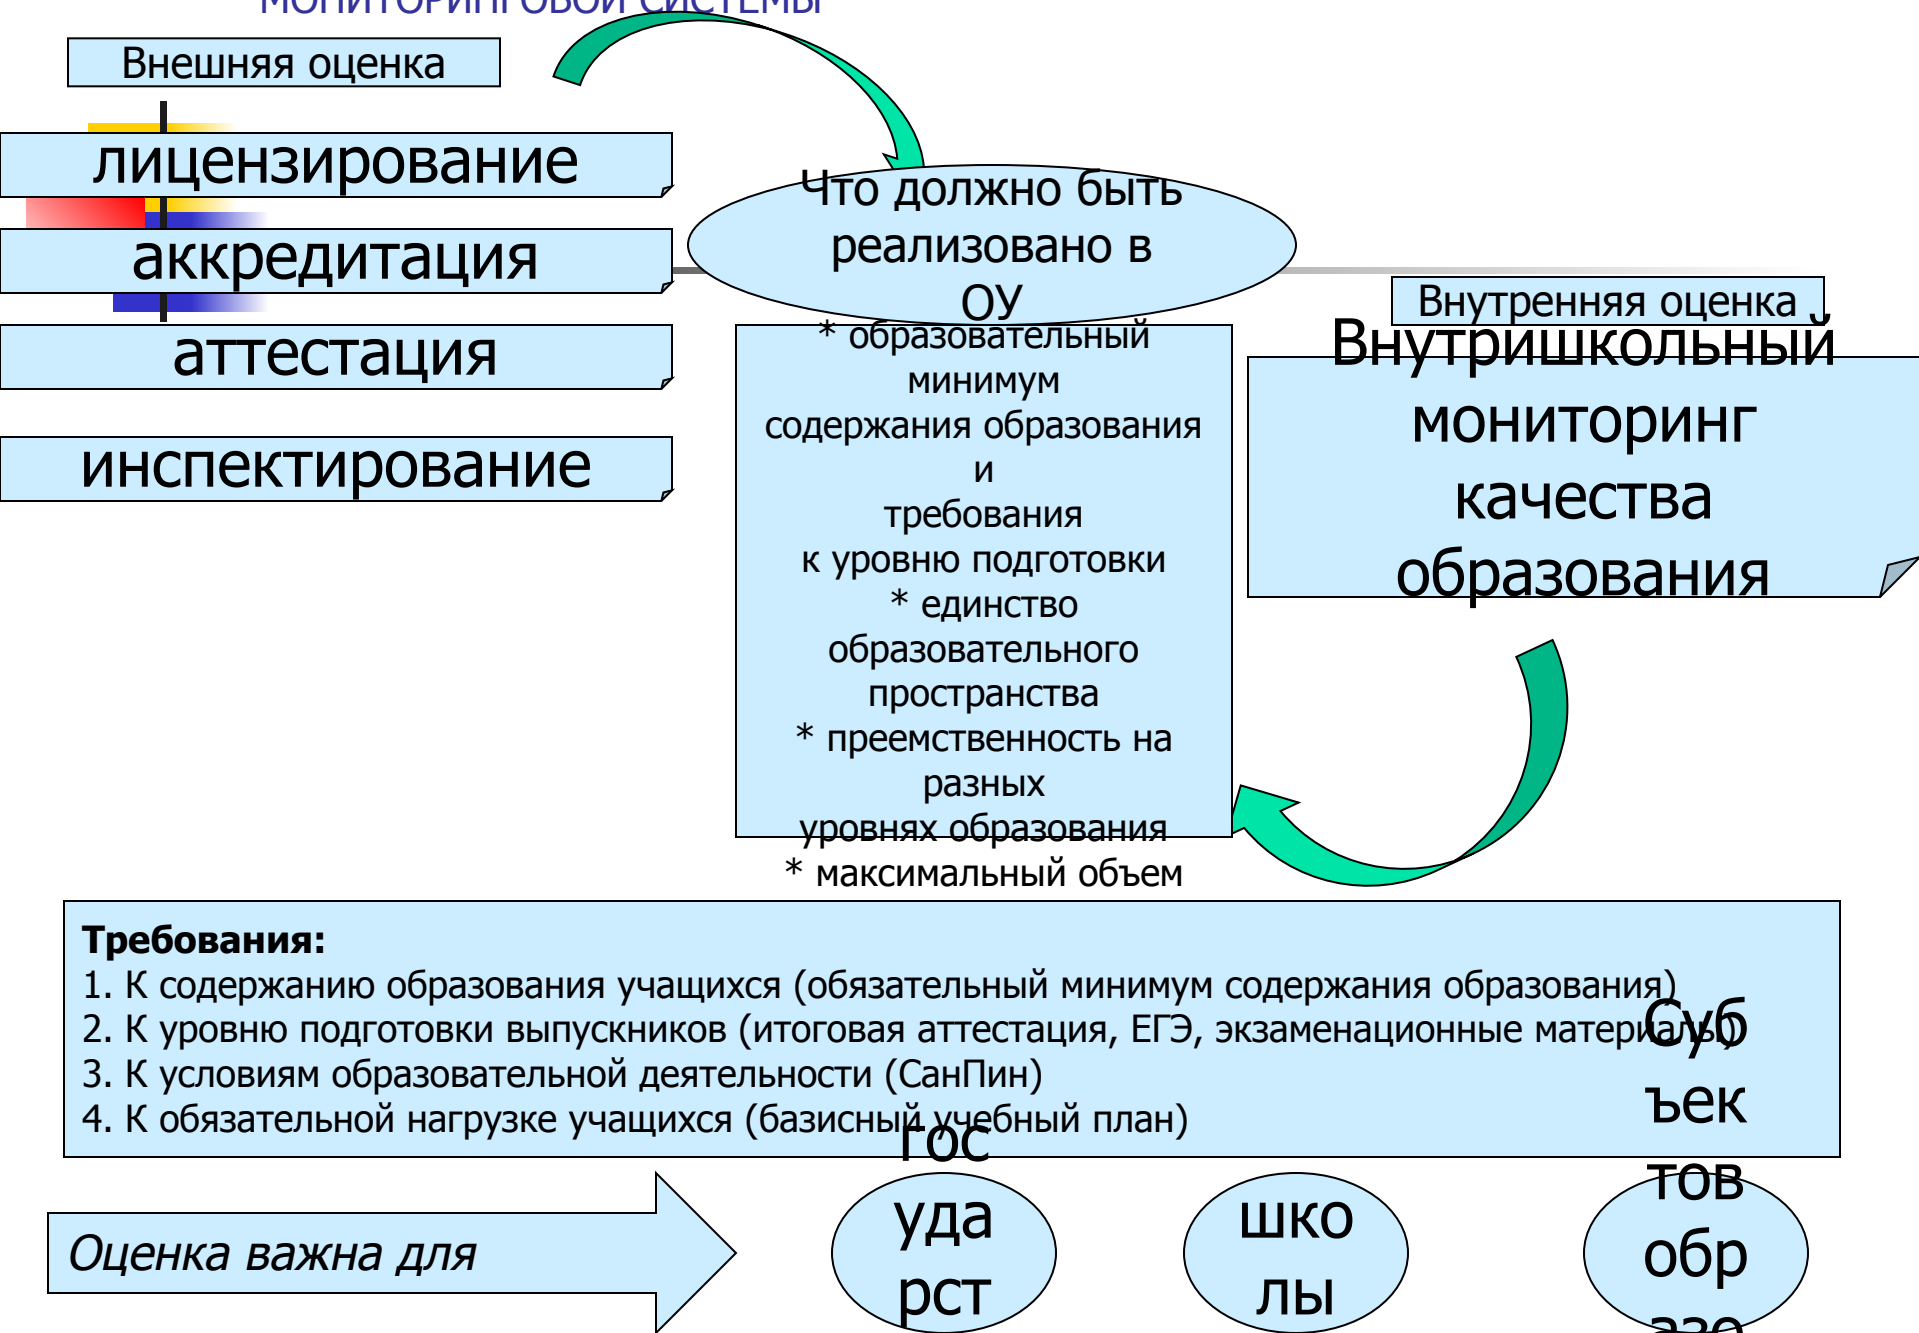 МОНИТОРИНГОВОЙ СИСТЕМЫ
Внешняя оценка
лицензирование
аккредитация
аттестация
инспектирование
Что должно быть
реализовано в
ОУ
* образовательный
минимум
содержания образования
и
требования
к уровню подготовки
* единство
образовательного
пространства
* преемственность на
разных
уровнях образования
* максимальный объем
Внутренняя оценка
Внутришкольный
мониторинг
качества
образования
Требования:
1. К содержанию образования учащихся (обязательный минимум содержания образования)
2. К уровню подготовки выпускников (итоговая аттестация, ЕГЭ, экзаменационные материалы)
3. К условиям образовательной деятельности (СанПин)
4. К обязательной нагрузке учащихся (базисный учебный план)
Оценка важна для
гос
уда
рст
шко
лы
Суб
ъек
тов
обр
азо